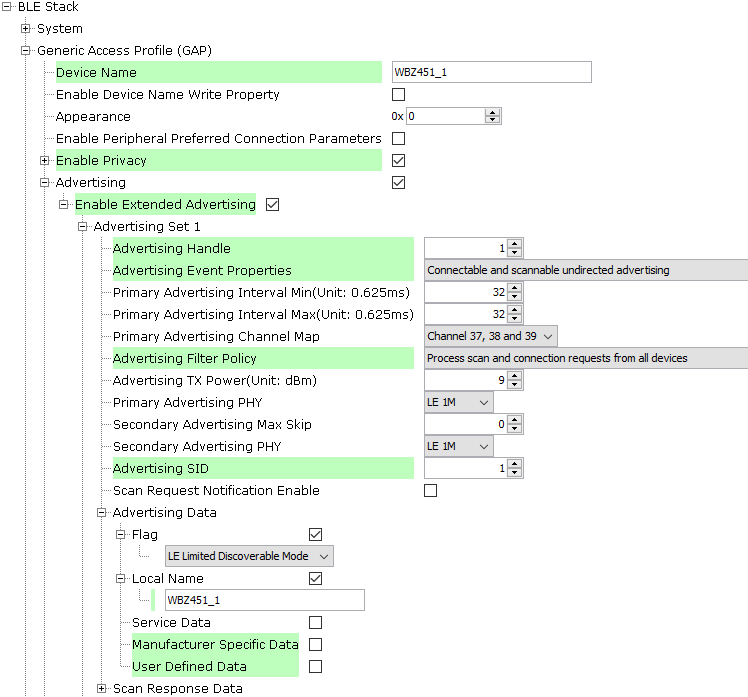 BLE Stack
System
Generic Access Profile (GAP)
Device Name WBZ451_1
Enable Device Name Write Property
Appearance 0x 0
Enable Peripheral Preferred Connection Parameters
Enable Privacy
Advertising
Enable Extended Advertising
Advertising Set 1
Advertising Handle 1
Advertising Event Properties Connectable and scannable undirected advertising
Primary Advertising Interval Min(Unit: 0.625ms) 32
Primary Advertising Interval Max(Unit: 0.625ms) 32
Primary Advertising Channel Map Channel 37, 38 and 39
Advertising Filter Policy Process scan and connection requests from all devices
Advertising TX Power(Unit: dBm) 9
Primary Advertising PHY LE 1M
Secondary Advertising Max Skip 0
Secondary Advertising PHY LE 1M
Advertising SID 1
Scan Request Notification Enable
Advertising Data
Flag
LE Limited Discoverable Mode
Local Name
WBZ451_1
Service Data
Manufacturer Specific Data
User Defined Data
Scan Response Data